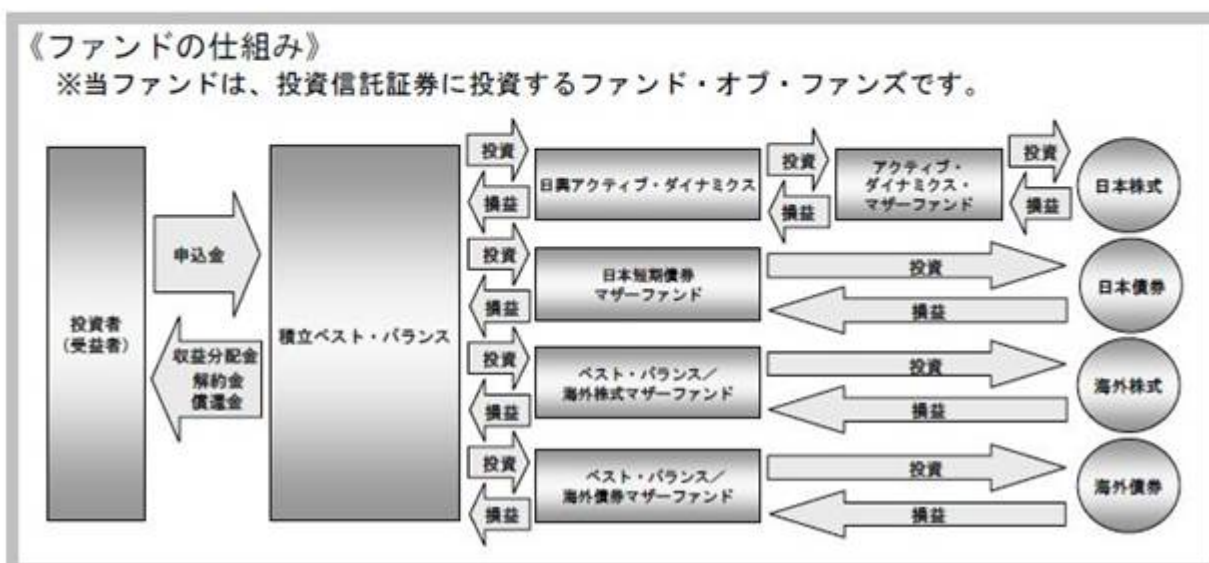 《ファンドの仕組み》
※当ファンドは、投資信託証券に投資するファンド・オブ・ファンズです。
投資者
(受益者)
申込金
収益分配金
解約金
償還金
積立ベスト・バランス
投資
損益
日興アクティブ・ダイナミクス
投資
損益
アクティブ・
ダイナミクス・
マザーファンド
投資
損益
日本株式
投資
損益
日本短期債券
マザーファンド
投資
損益
日本債券
投資
損益
ベスト・バランス/
海外株式マザーファンド
投資
損益
海外株式
投資
損益
ベスト・バランス/
海外債券マザーファンド
投資
損益
海外債券